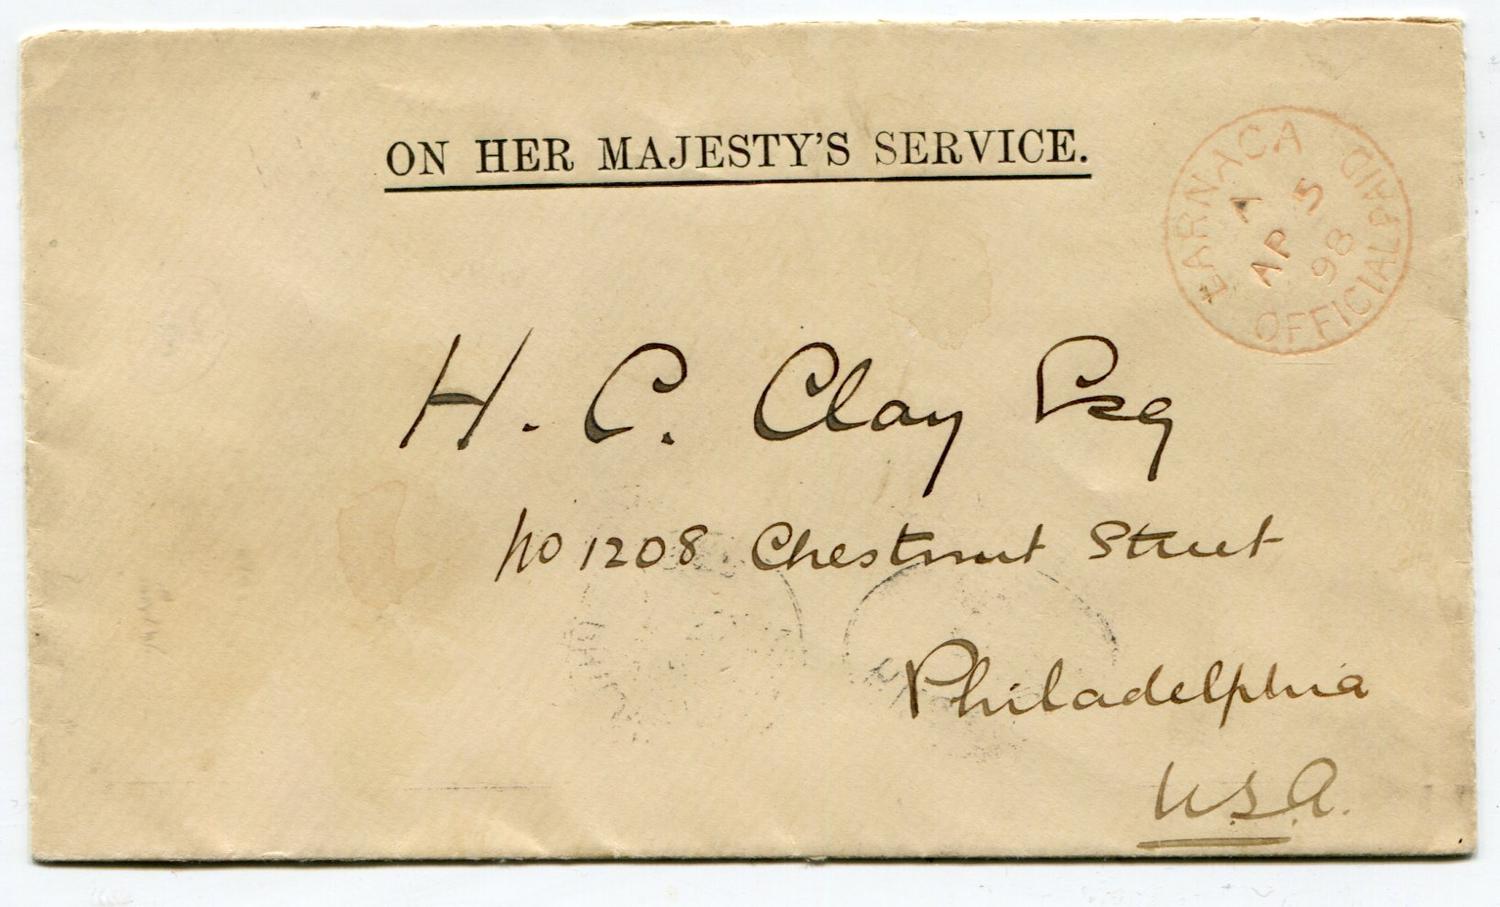 ON HER MAJESTY'S SERVICE.
LARNACA
OFFICIAL PAID
A
AP 5
98
H. C. Clay Esq
No 1208 Chestnut Street
Philadelphia
U.S.A.